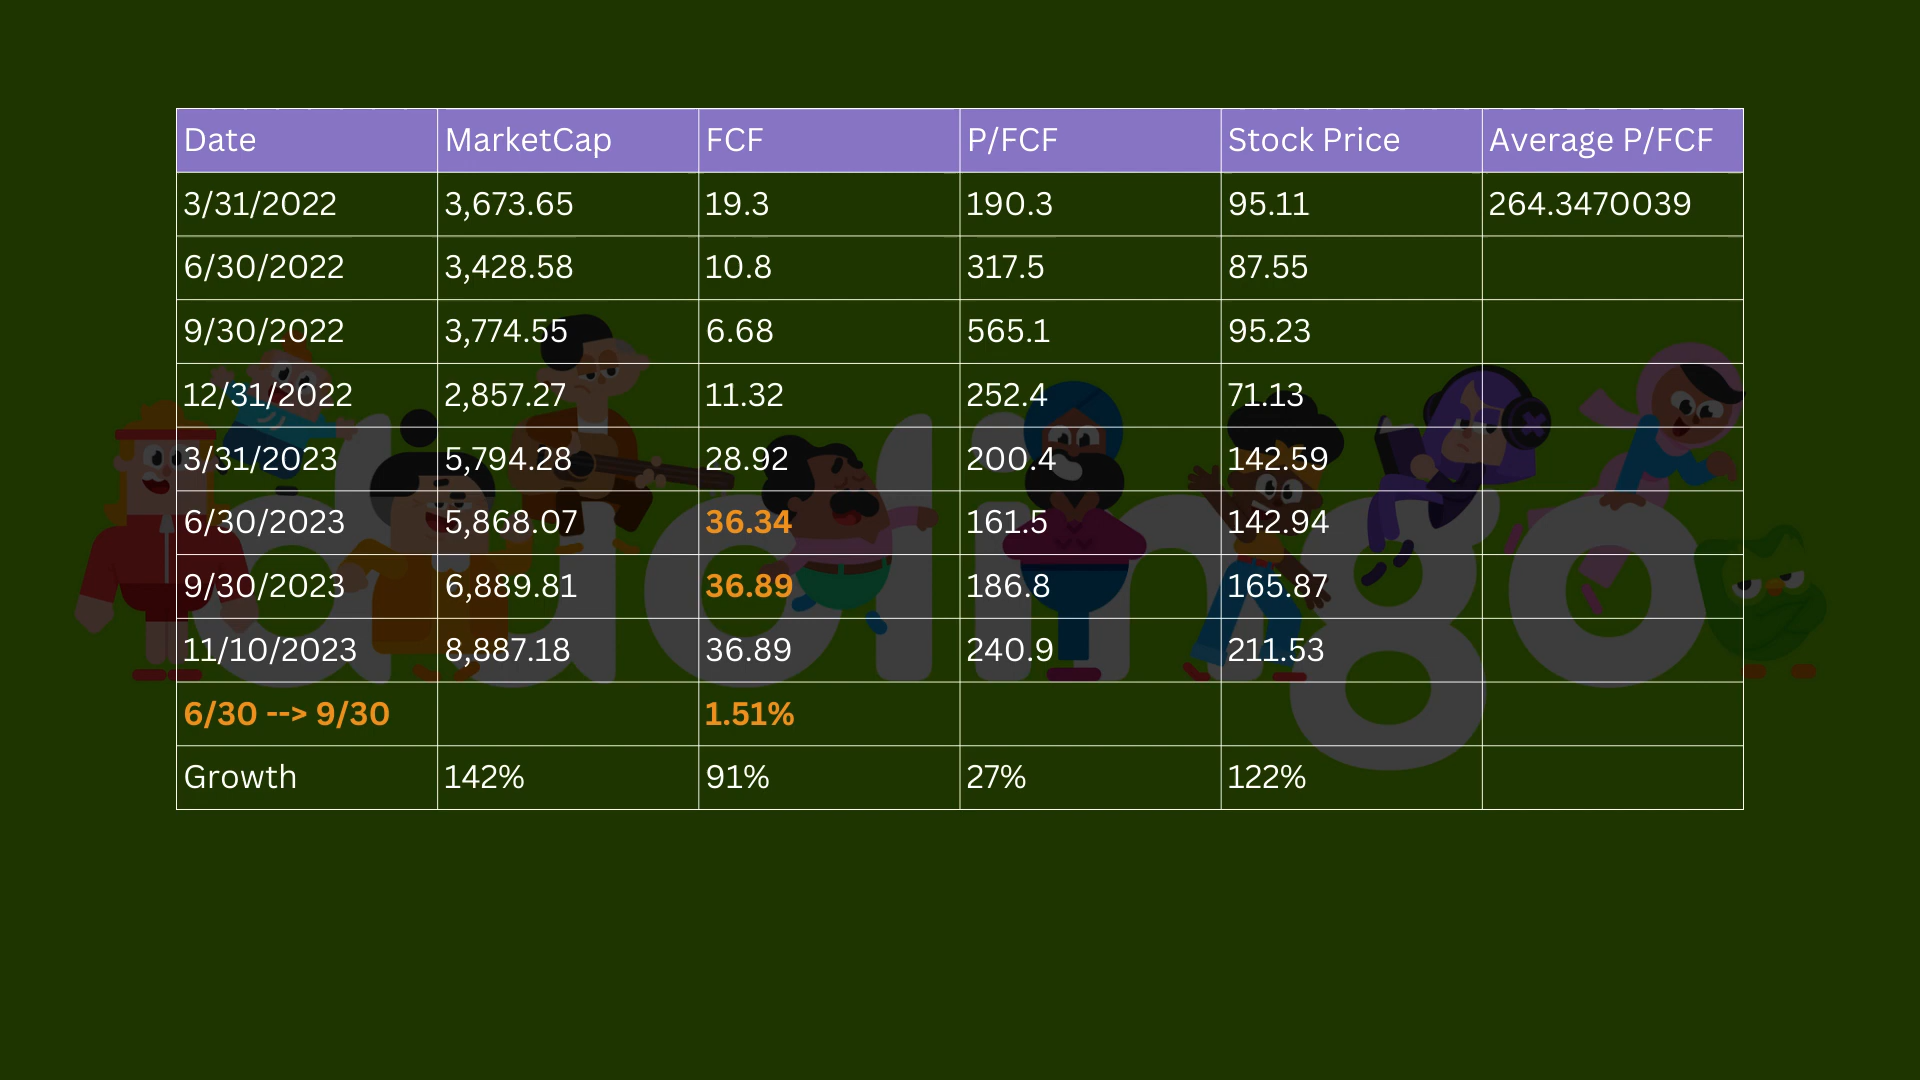 Date MarketCap FCF P/FCF Stock Price Average P/FCF
3/31/2022 3,673.65 19.3 190.3 95.11 264.3470039
6/30/2022 3,428.58 10.8 317.5 87.55
9/30/2022 3,774.55 6.68 565.1 95.23
12/31/2022 2,857.27 11.32 252.4 71.13
3/31/2023 5,794.28 28.92 200.4 142.59
6/30/2023 5,868.07 36.34 161.5 142.94
9/30/2023 6,889.81 36.89 186.8 165.87
11/10/2023 8,887.18 36.89 240.9 211.53
6/30 --> 9/30 1.51%
Growth 142% 91% 27% 122%
duolingo